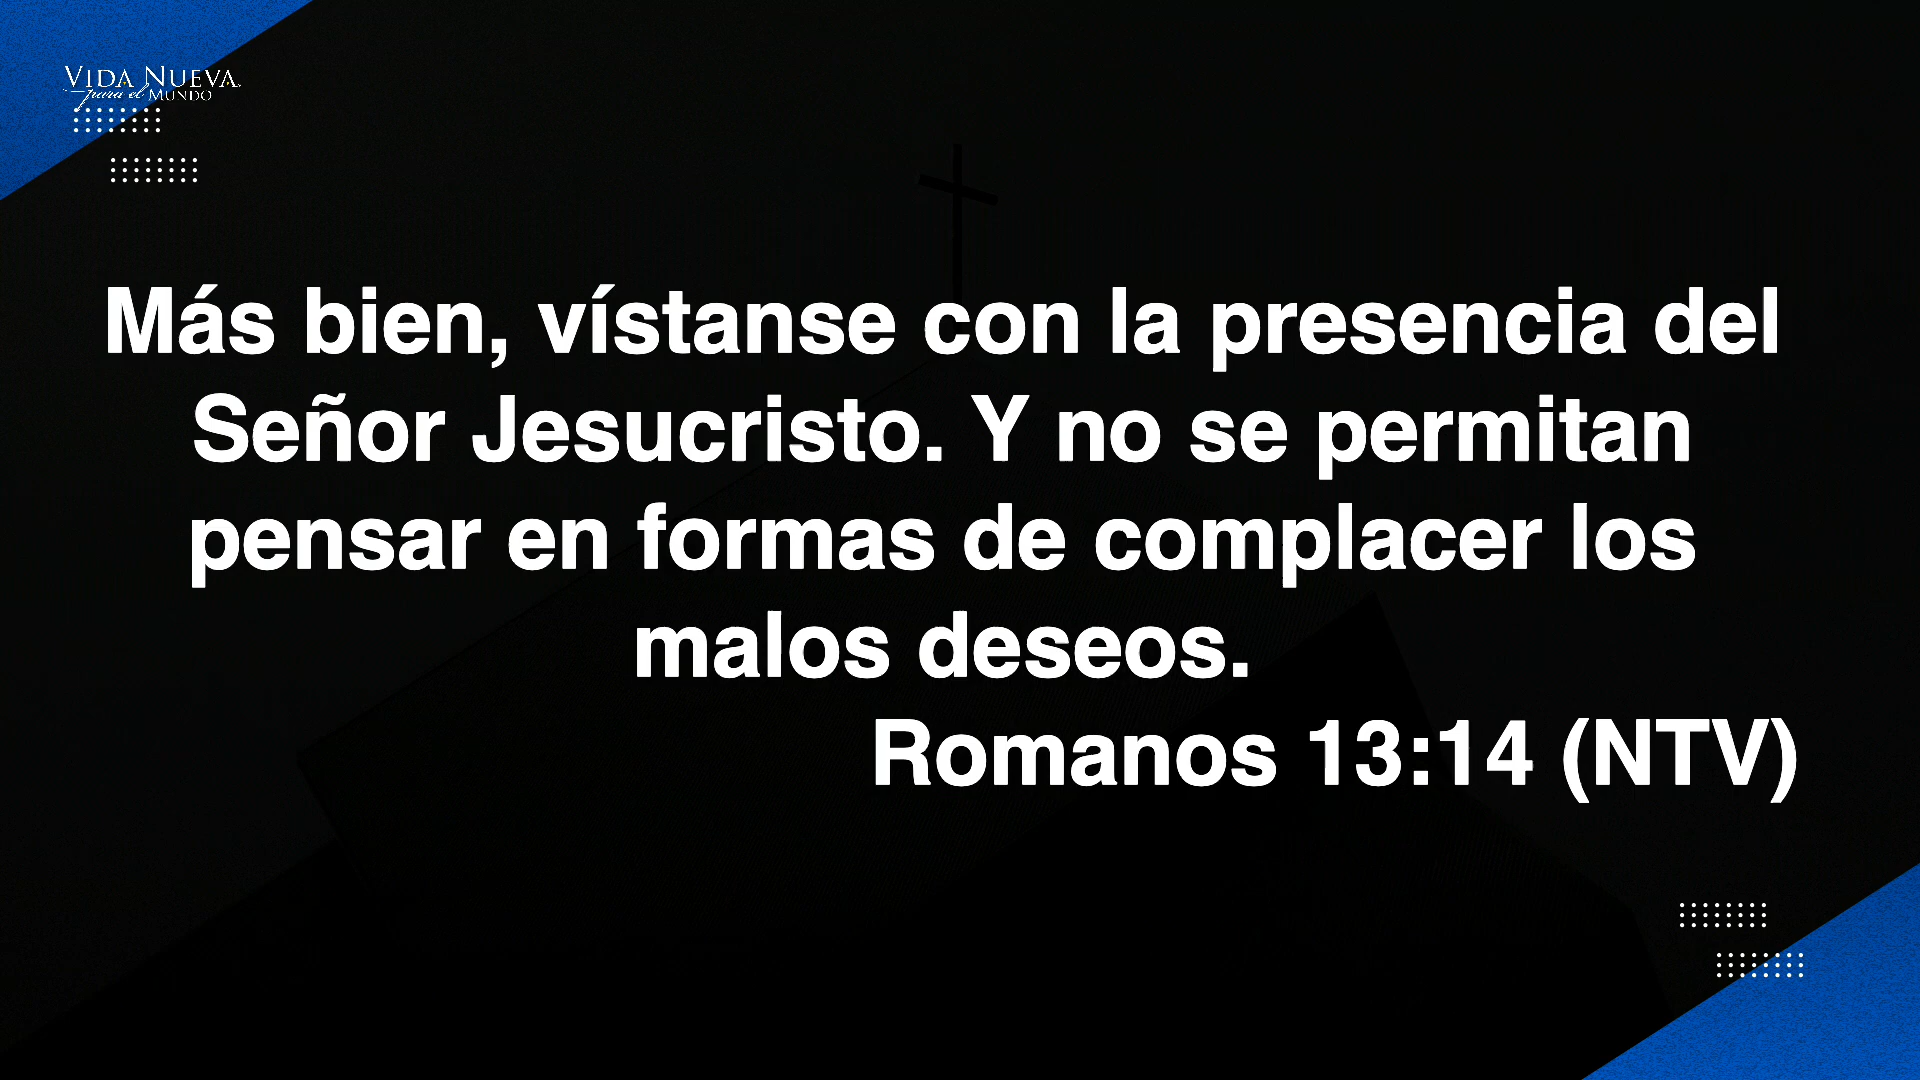 VIDA NUEVA
para el MUNDO
Más bien, vístanse con la presencia del
Señor Jesucristo. Y no se permitan
pensar en formas de complacer los
malos deseos.
Romanos 13:14 (NTV)